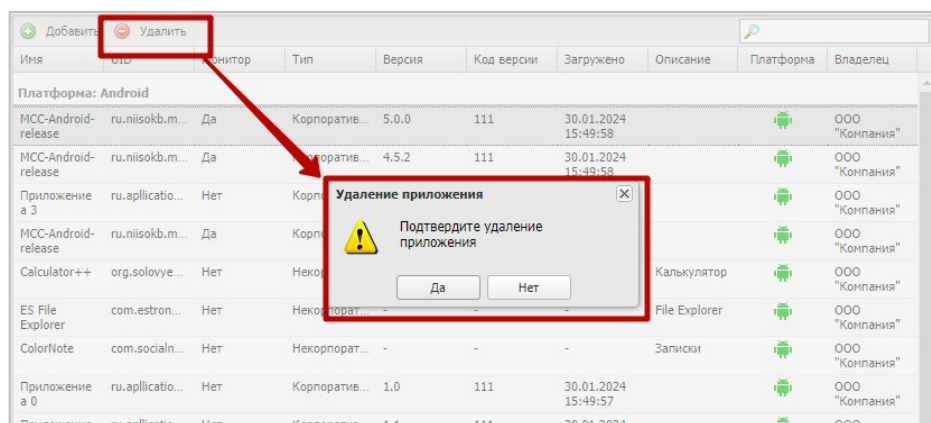 Добавить Удалить
Имя UID Монитор Тип Версия Код версии Загружено Описание Платформа Владелец
Платформа: Android
MCC-Android-release ru.niisokb.m... Да Корпоратив... 5.0.0 111 30.01.2024 15:49:58 ООО "Компания"
MCC-Android-release ru.niisokb.m... Да Корпоратив... 4.5.2 111 30.01.2024 15:49:58 ООО "Компания"
Приложение а 3 ru.apllicatio... Нет ООО "Компания"
MCC-Android-release ru.niisokb.m... Да ООО "Компания"
Удаление приложения
Подтвердите удаление
приложения
Да Нет
Calculator++ org.solovye... Нет Калькулятор ООО "Компания"
ES File Explorer com.estron... Нет Некорпорат... - - - File Explorer ООО "Компания"
ColorNote com.socialn... Нет Некорпорат... - - - Записки ООО "Компания"
Приложение а 0 ru.apllicatio... Нет Корпоратив... 1.0 111 30.01.2024 15:49:57 ООО "Компания"